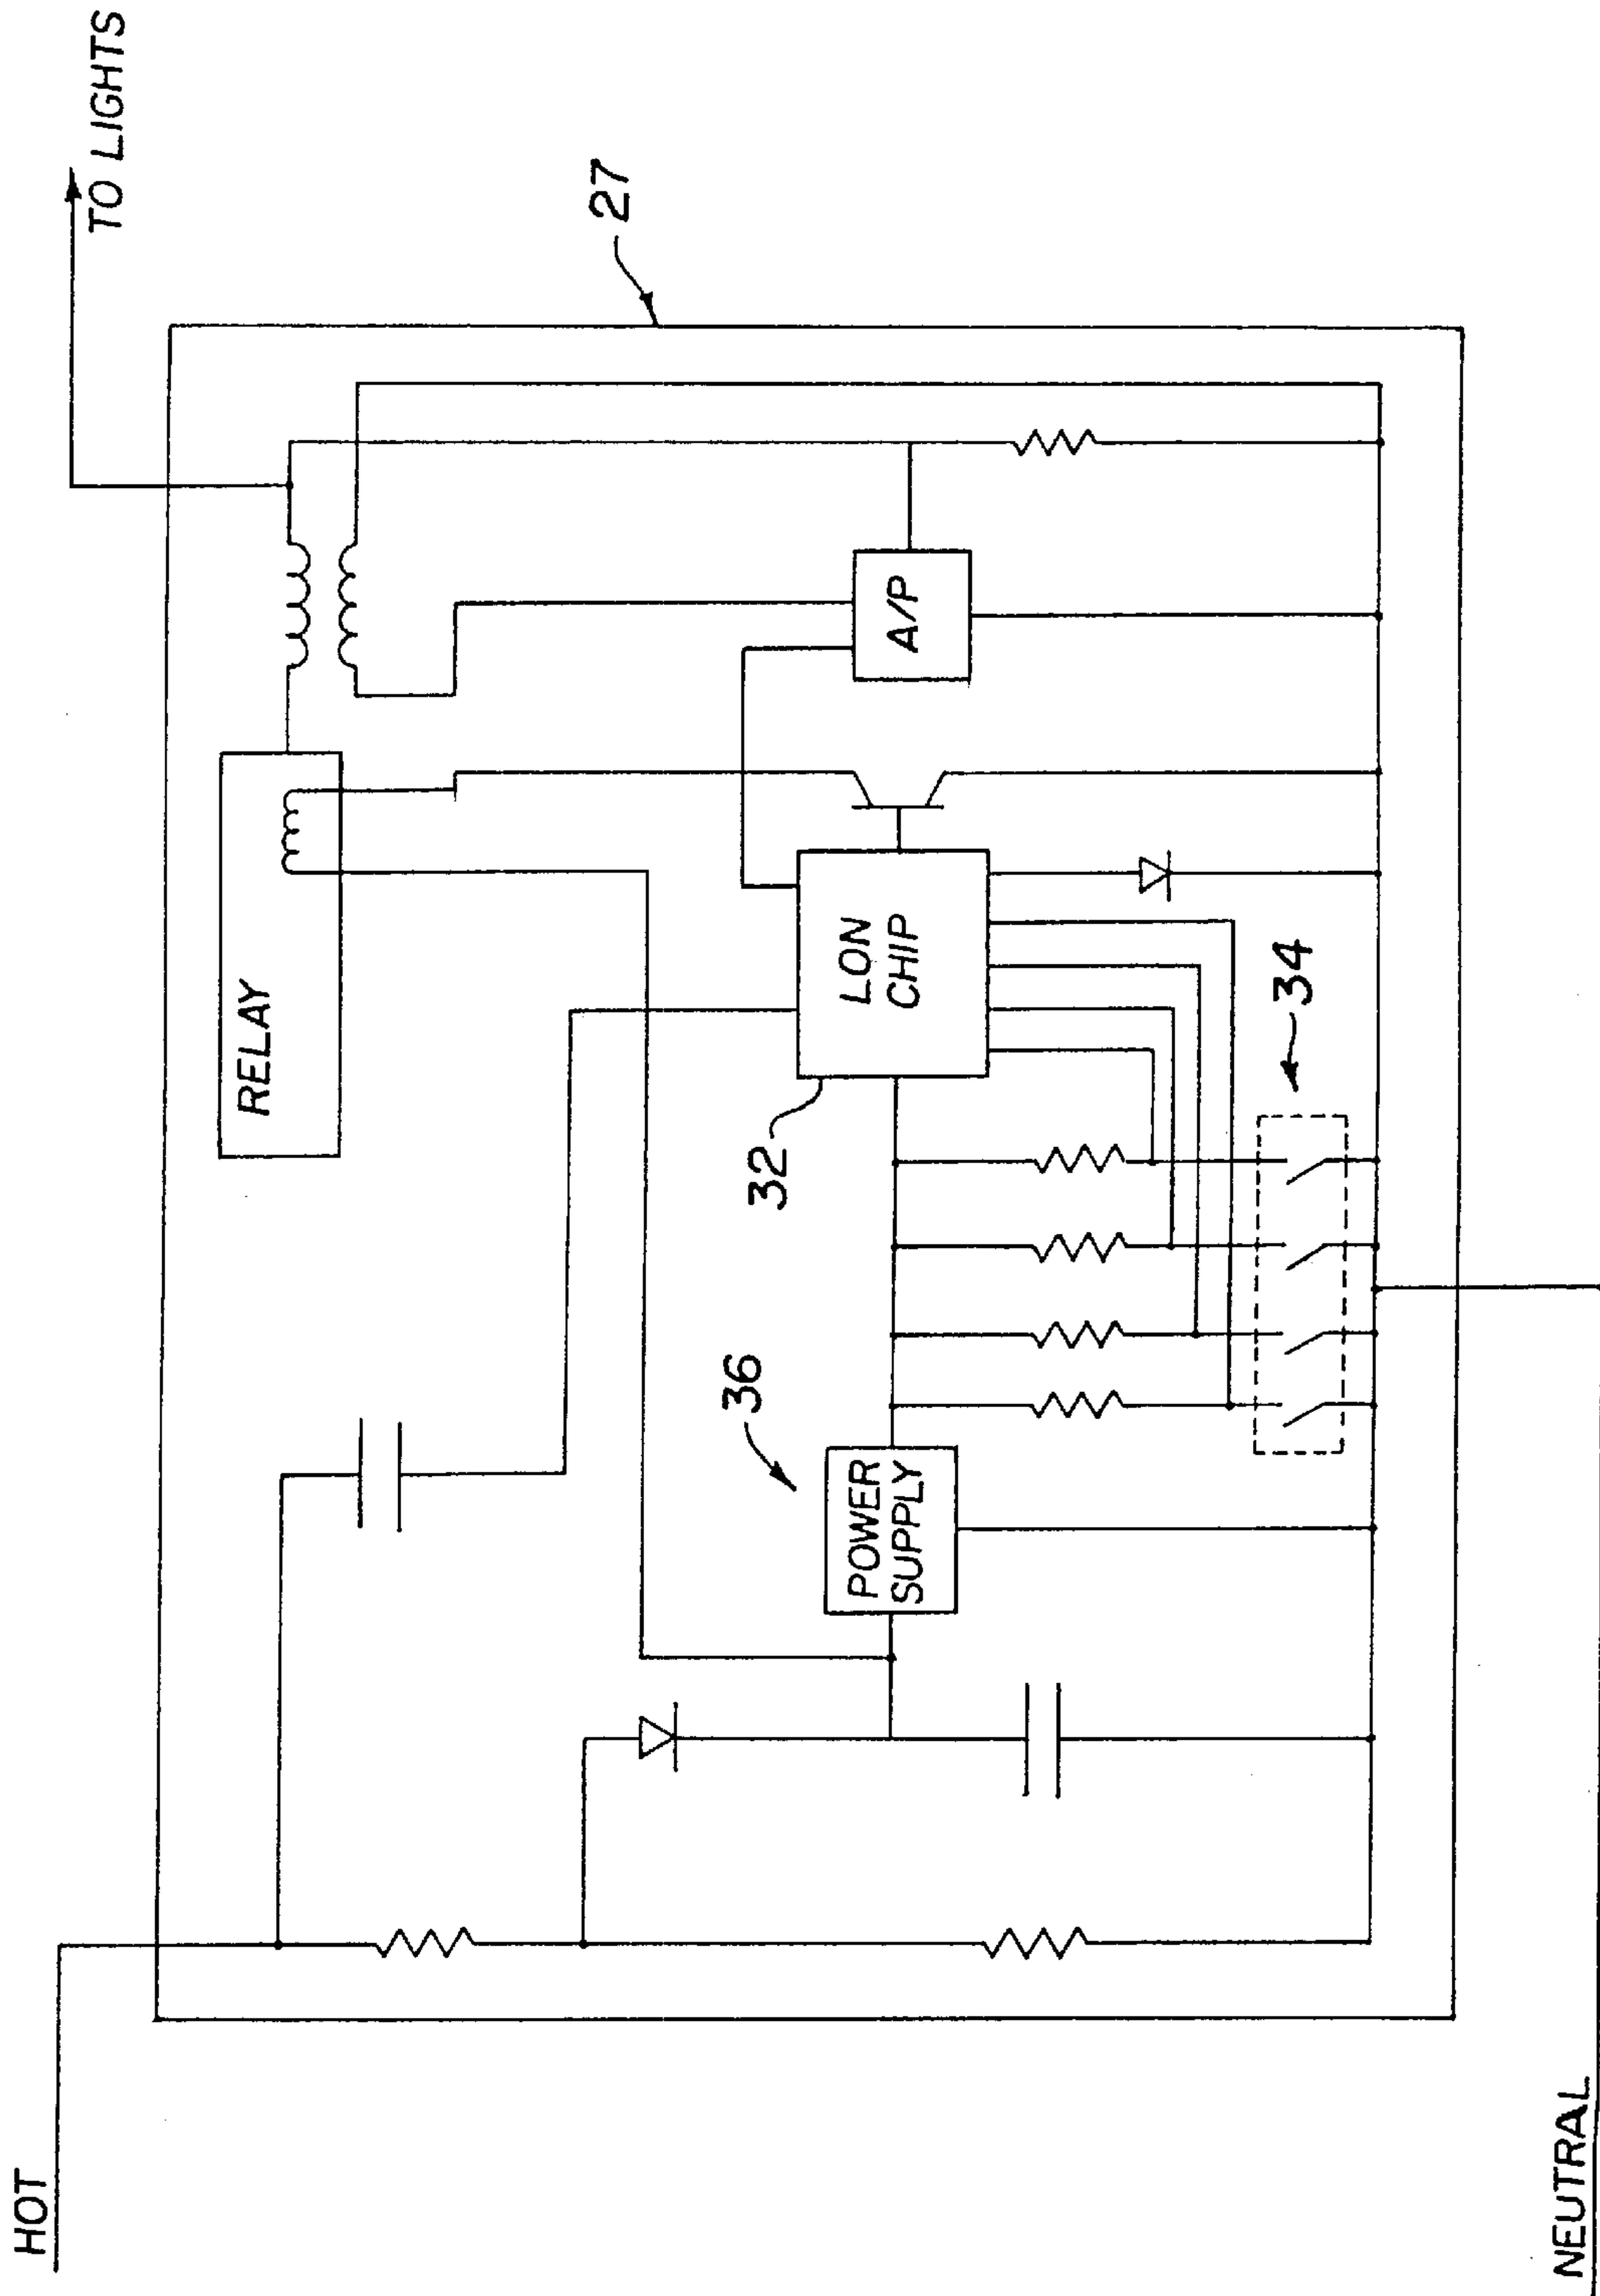 HOT
TO LIGHTS
RELAY
27
36
32
POWER
SUPPLY
LON
CHIP
A/P
34
NEUTRAL